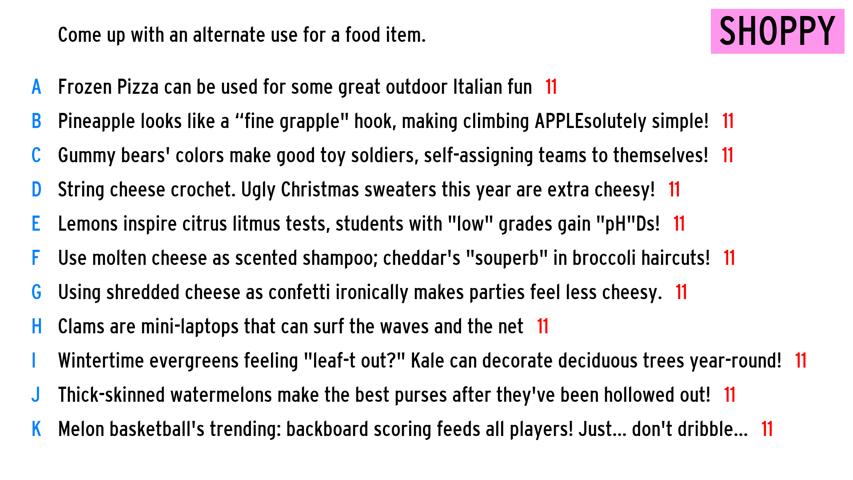 Come up with an alternate use for a food item.
SHOPPY
A Frozen Pizza can be used for some great outdoor Italian fun 11
B Pineapple looks like a “fine grapple" hook, making climbing APPLEsolutely simple! 11
C Gummy bears' colors make good toy soldiers, self-assigning teams to themselves! 11
D String cheese crochet. Ugly Christmas sweaters this year are extra cheesy! 11
E Lemons inspire citrus litmus tests, students with "low" grades gain "pH"Ds! 11
F Use molten cheese as scented shampoo; cheddar's "souperb" in broccoli haircuts! 11
G Using shredded cheese as confetti ironically makes parties feel less cheesy. 11
H Clams are mini-laptops that can surf the waves and the net 11
I Wintertime evergreens feeling "leaf-t out?" Kale can decorate deciduous trees year-round! 11
J Thick-skinned watermelons make the best purses after they've been hollowed out! 11
K Melon basketball's trending: backboard scoring feeds all players! Just... don't dribble... 11